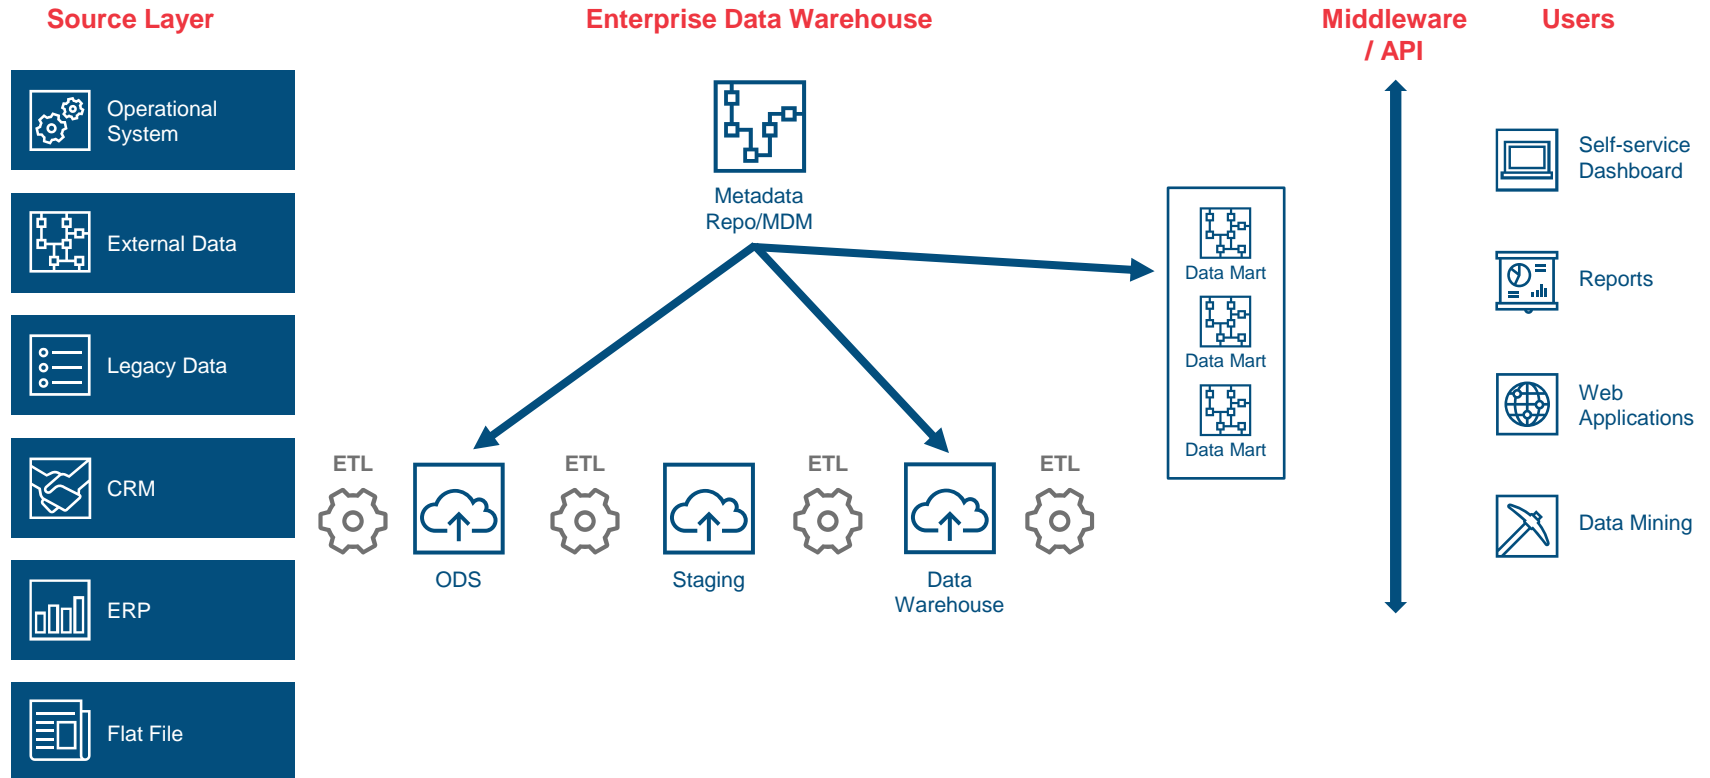 Source Layer
Enterprise Data Warehouse
Middleware
/ API
Users
Operational
System
External Data
Legacy Data
CRM
ERP
Flat File
Metadata
Repo/MDM
ETL
ODS
ETL
Staging
ETL
Data
Warehouse
ETL
Data Mart
Data Mart
Data Mart
Self-service
Dashboard
Reports
Web
Applications
Data Mining